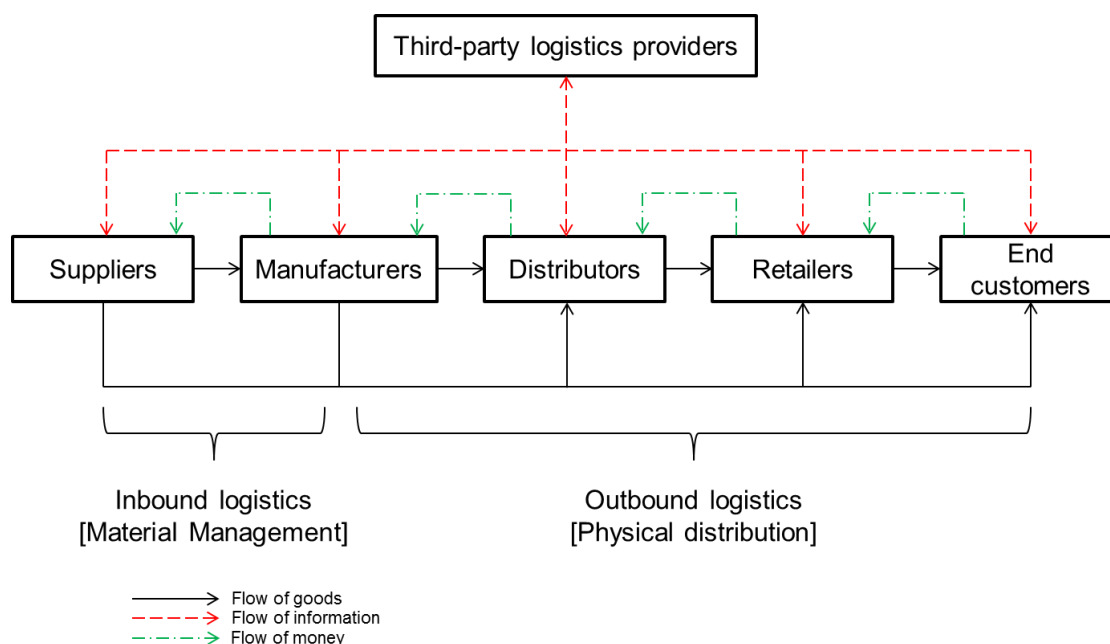 Third-party logistics providers
Suppliers
Manufacturers
Distributors
Retailers
End
customers
Inbound logistics
[Material Management]
Outbound logistics
[Physical distribution]
Flow of goods
Flow of information
Flow of money